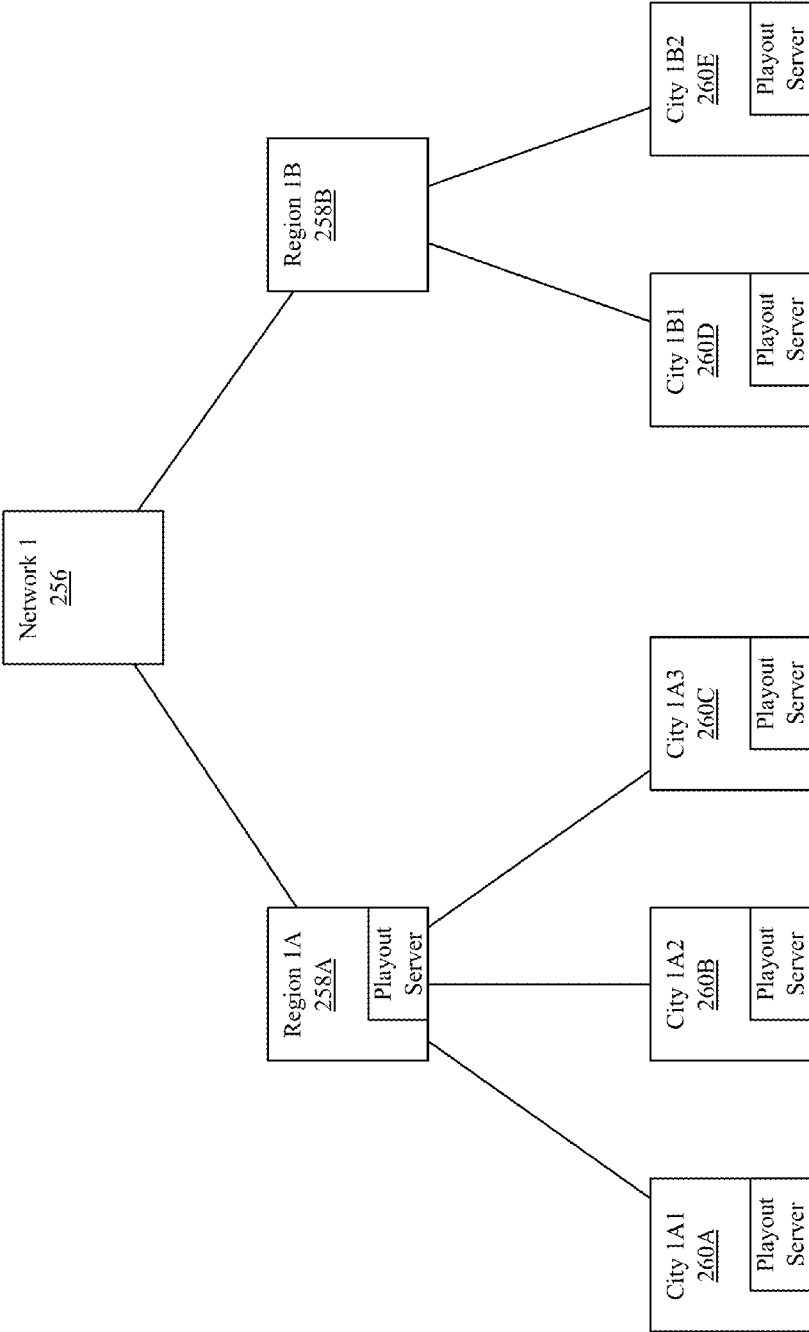 Network 1
256
Region 1A
258A
Playout
Server
Region 1B
258B
City 1A1
260A
Playout
Server
City 1A2
260B
Playout
Server
City 1A3
260C
Playout
Server
City 1B1
260D
Playout
Server
City 1B2
260E
Playout
Server